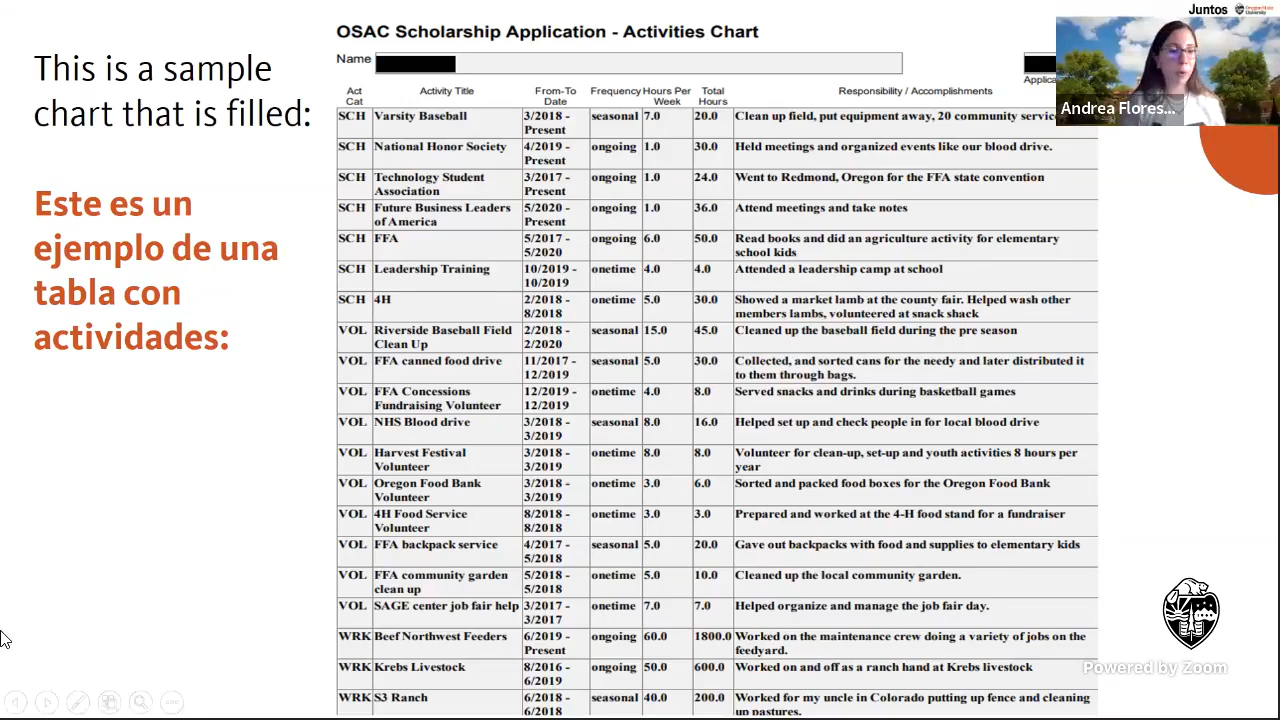 Juntos Oregon State University
This is a sample
chart that is filled:
Este es un
ejemplo de una
tabla con
actividades:
OSAC Scholarship Application - Activities Chart
Name
Applica
Act Cat Activity Title From-To Date Frequency Hours Per Week Total Hours Responsibility / Accomplishments
SCH Varsity Baseball 3/2018 - Present seasonal 7.0 20.0 Clean up field, put equipment away, 20 community servic
SCH National Honor Society 4/2019 - Present ongoing 1.0 30.0 Held meetings and organized events like our blood drive.
SCH Technology Student Association 3/2017 - Present ongoing 1.0 24.0 Went to Redmond, Oregon for the FFA state convention
SCH Future Business Leaders of America 5/2020 - Present ongoing 1.0 36.0 Attend meetings and take notes
SCH FFA 5/2017 - 5/2020 ongoing 6.0 50.0 Read books and did an agriculture activity for elementary school kids
SCH Leadership Training 10/2019 - 10/2019 onetime 4.0 4.0 Attended a leadership camp at school
SCH 4H 2/2018 - 8/2018 onetime 5.0 30.0 Showed a market lamb at the county fair. Helped wash other members lambs, volunteered at snack shack
VOL Riverside Baseball Field Clean Up 2/2018 - 2/2020 seasonal 15.0 45.0 Cleaned up the baseball field during the pre season
VOL FFA canned food drive 11/2017 - 12/2019 seasonal 5.0 30.0 Collected, and sorted cans for the needy and later distributed it to them through bags.
VOL FFA Concessions Fundraising Volunteer 12/2019 - 12/2019 onetime 4.0 8.0 Served snacks and drinks during basketball games
VOL NHS Blood drive 3/2018 - 3/2019 seasonal 8.0 16.0 Helped set up and check people in for local blood drive
VOL Harvest Festival Volunteer 3/2018 - 3/2019 onetime 8.0 8.0 Volunteer for clean-up, set-up and youth activities 8 hours per year
VOL Oregon Food Bank Volunteer 3/2018 - 3/2019 onetime 3.0 6.0 Sorted and packed food boxes for the Oregon Food Bank
VOL 4H Food Service Volunteer 8/2018 - 8/2018 onetime 3.0 3.0 Prepared and worked at the 4-H food stand for a fundraiser
VOL FFA backpack service 4/2017 - 5/2018 seasonal 5.0 20.0 Gave out backpacks with food and supplies to elementary kids
VOL FFA community garden clean up 5/2018 - 5/2018 onetime 5.0 10.0 Cleaned up the local community garden.
VOL SAGE center job fair help 3/2017 - 3/2017 onetime 7.0 7.0 Helped organize and manage the job fair day.
WRK Beef Northwest Feeders 6/2019 - Present ongoing 60.0 1800.0 Worked on the maintenance crew doing a variety of jobs on the feedyard.
WRK Krebs Livestock 8/2016 - 6/2019 ongoing 50.0 600.0 Worked on and off as a ranch hand at Krebs livestock
WRK S3 Ranch 6/2018 - 6/2018 seasonal 40.0 200.0 Worked for my uncle in Colorado putting up fence and cleaning up pastures.
Andrea Flores...
Powered by Zoom